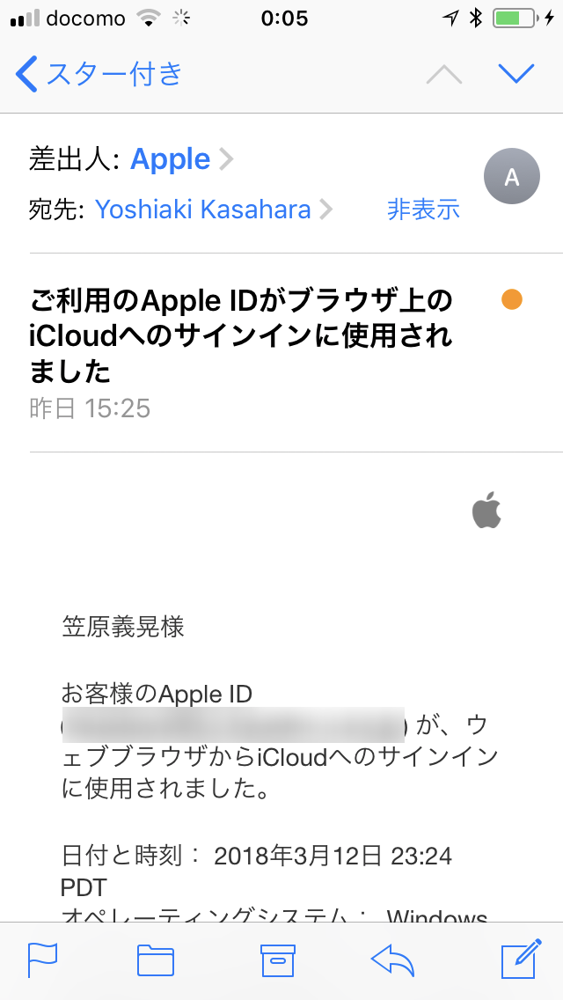 docomo 0:05
スター付き
差出人: Apple
A
宛先: Yoshiaki Kasahara 非表示
ご利用のApple IDがブラウザ上の
iCloudへのサインインに使用され
ました
昨日 15:25
笠原義晃様
お客様のApple ID
( ) が、ウ
ェブブラウザからiCloudへのサインイン
に使用されました。
日付と時刻： 2018年3月12日 23:24
PDT
オペレーティングシステム： Windows